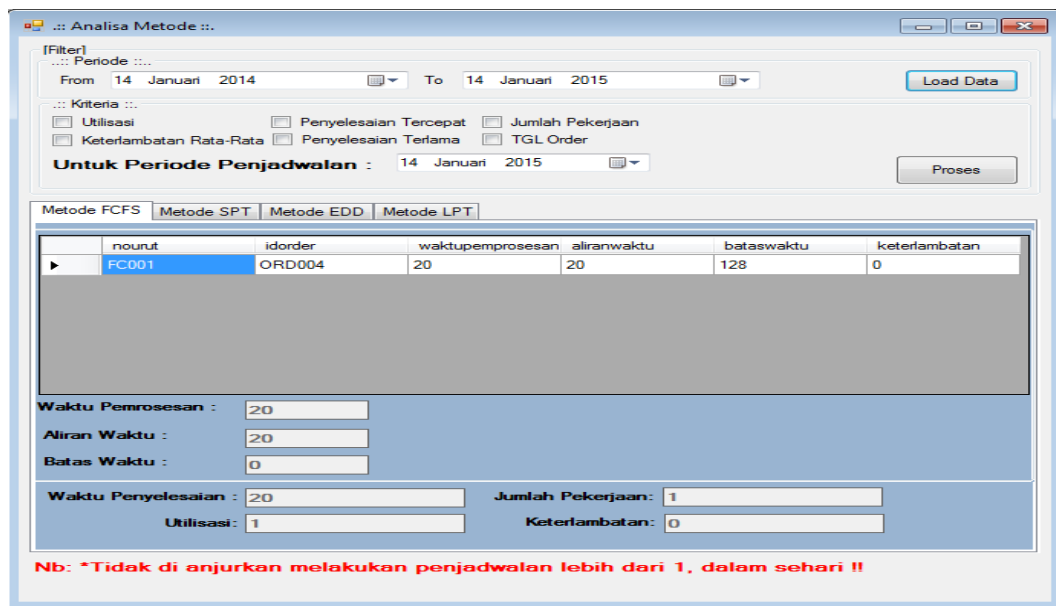 .:: Analisa Metode ::.
[Filter]
..:: Periode ::..
From 14 Januari 2014 To 14 Januari 2015 Load Data
.:: Kriteria ::.
Utilisasi Penyelesaian Tercepat Jumlah Pekerjaan
Keterlambatan Rata-Rata Penyelesaian Terlama TGL Order
Untuk Periode Penjadwalan : 14 Januari 2015 Proses
Metode FCFS Metode SPT Metode EDD Metode LPT
nourut idorder waktupemprosesan aliranwaktu bataswaktu keterlambatan
FC001 ORD004 20 20 128 0
Waktu Pemrosesan : 20
Aliran Waktu : 20
Batas Waktu : 0
Waktu Penyelesaian : 20 Jumlah Pekerjaan: 1
Utilisasi: 1 Keterlambatan: 0
Nb: *Tidak di anjurkan melakukan penjadwalan lebih dari 1, dalam sehari !!